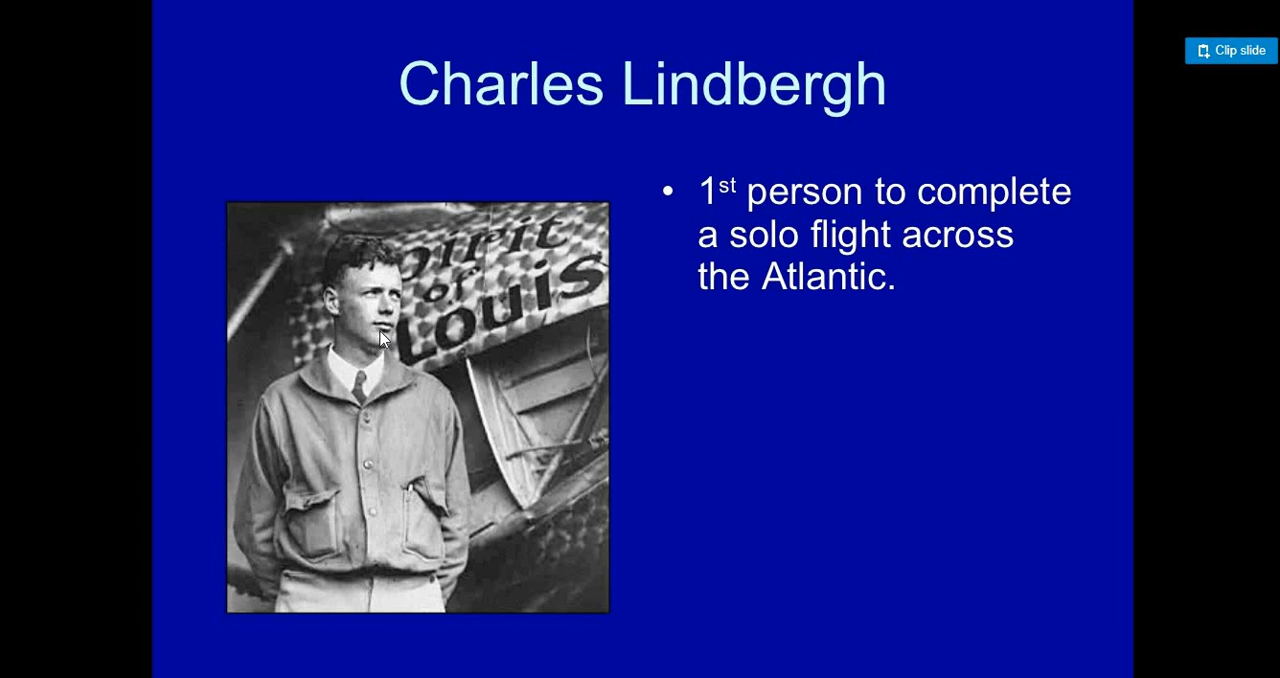 Clip slide
Charles Lindbergh
• 1st person to complete
a solo flight across
the Atlantic.
pirit
of
Louis